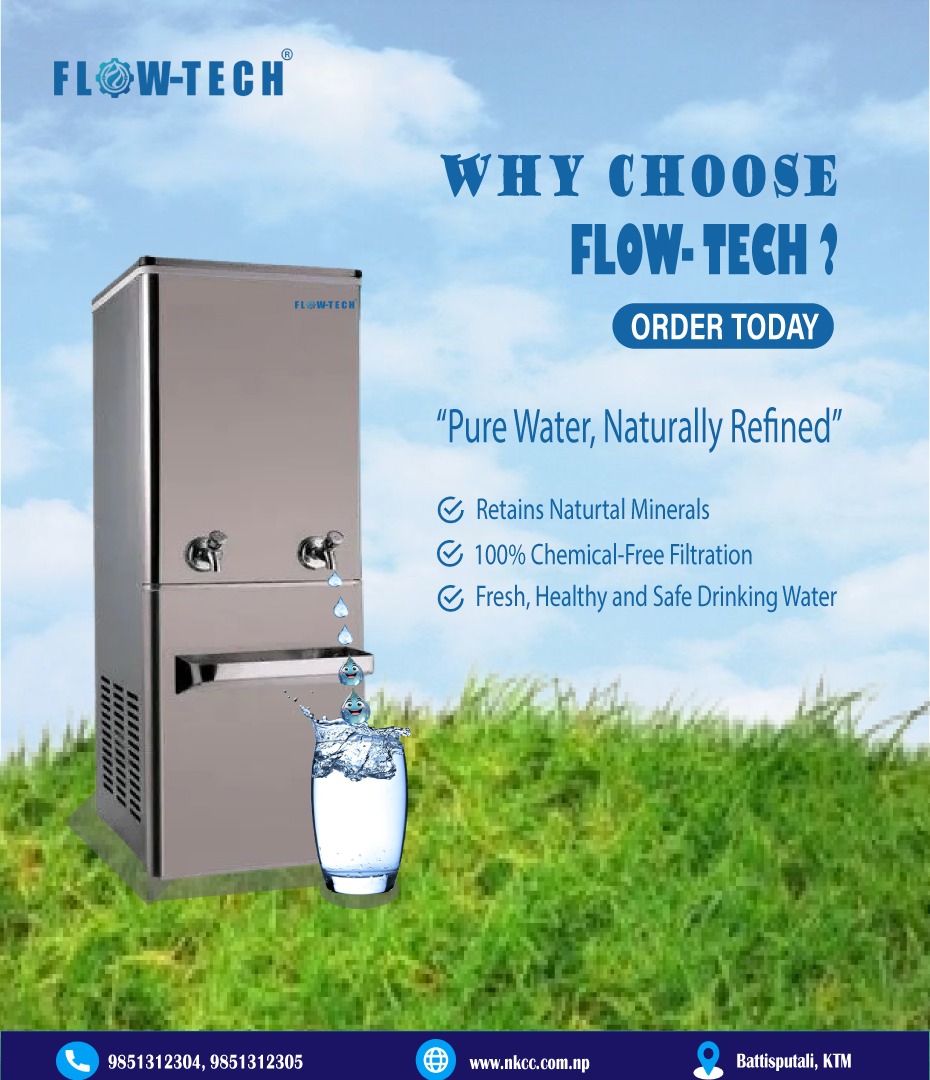 FLOW-TECH®
WHY CHOOSE
FLOW- TECH ?
ORDER TODAY
“Pure Water, Naturally Refined”
Retains Naturtal Minerals
100% Chemical-Free Filtration
Fresh, Healthy and Safe Drinking Water
FLOW-TECH
9851312304, 9851312305
www.nkcc.com.np
Battisputali, KTM